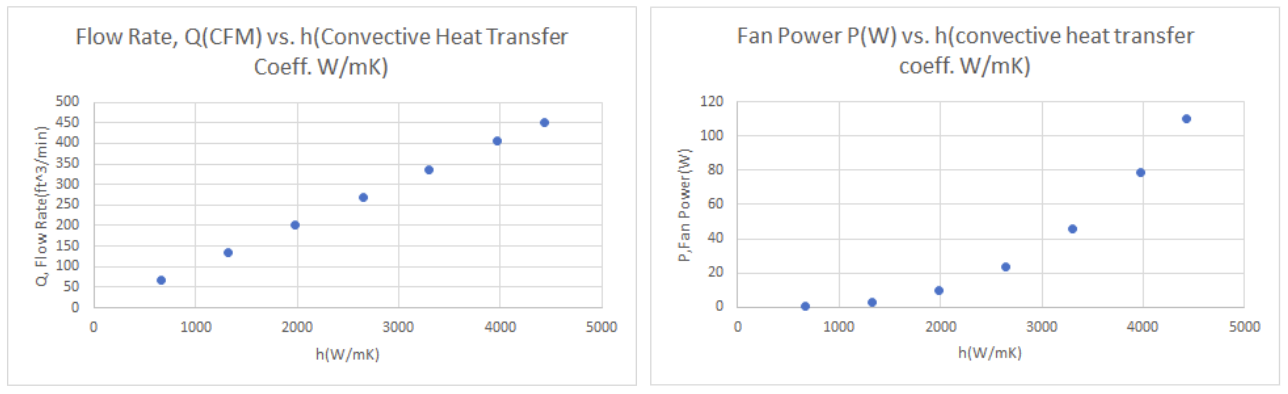 Flow Rate, Q(CFM) vs. h(Convective Heat Transfer
Coeff. W/mK)
500
450
400
350
300
250
200
150
100
50
0
Q, Flow Rate(ft^3/min)
0 1000 2000 3000 4000 5000
h(W/mK)
Fan Power P(W) vs. h(convective heat transfer
coeff. W/mK)
120
100
80
60
40
20
0
P,Fan Power(W)
0 1000 2000 3000 4000 5000
h(W/mK)